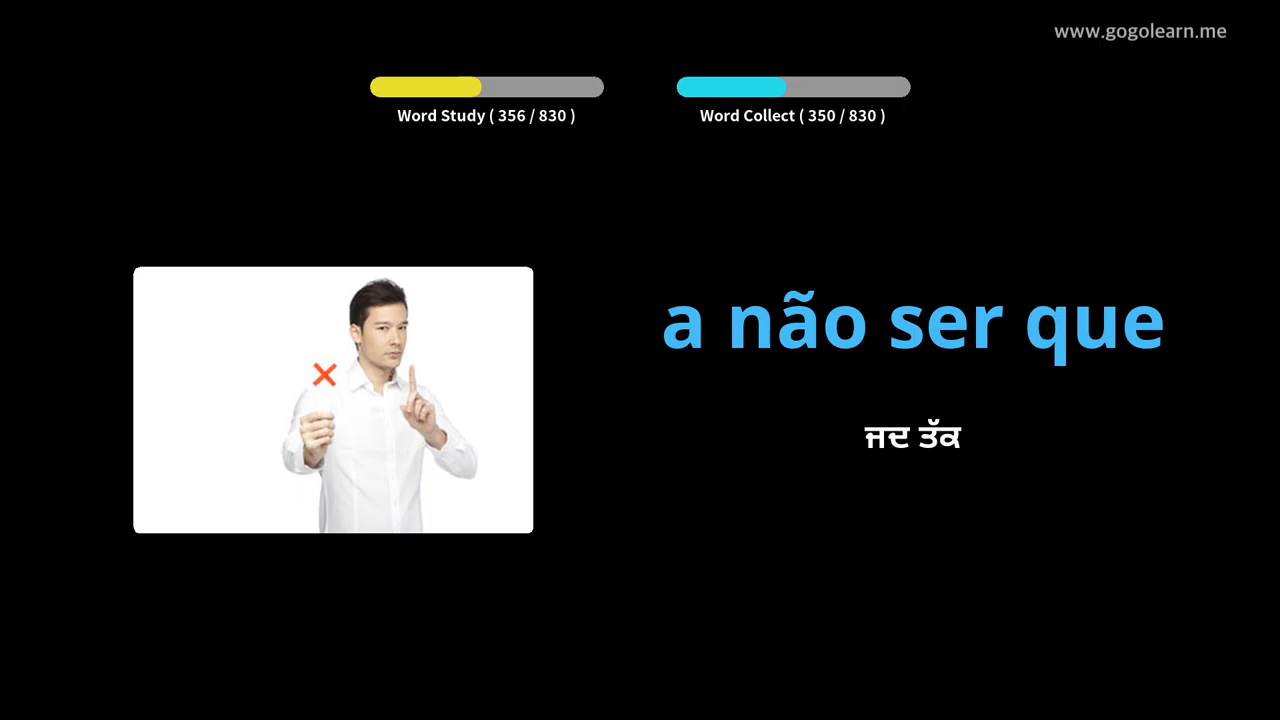 www.gogolearn.me
Word Study ( 356 / 830 )
Word Collect ( 350 / 830 )
a não ser que
ਜਦ ਤੱਕ